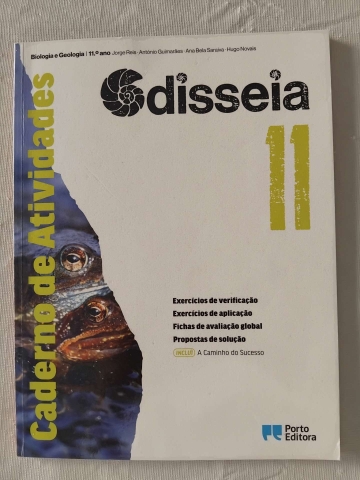 Biologia e Geologia | 11.º ano Jorge Reis · António Guimarães · Ana Bela Saraiva · Hugo Novais
Odisseia
11
Caderno de Atividades
Exercícios de verificação
Exercícios de aplicação
Fichas de avaliação global
Propostas de solução
INCLUI A Caminho do Sucesso
Porto
Editora